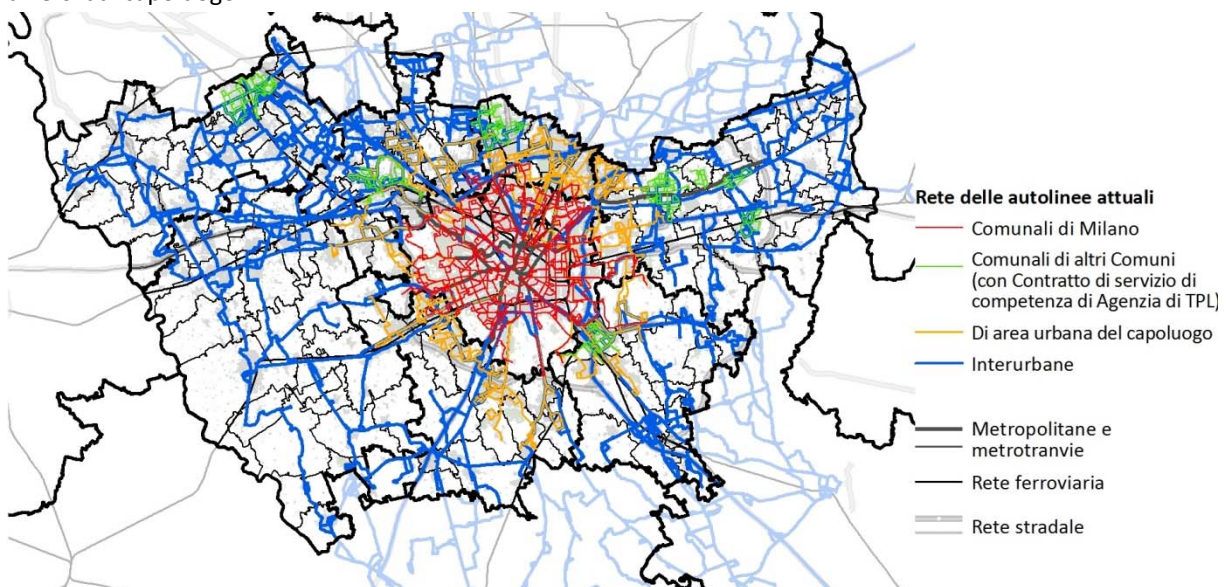 Rete delle autolinee attuali
Comunali di Milano
Comunali di altri Comuni
(con Contratto di servizio di
competenza di Agenzia di TPL)
Di area urbana del capoluogo
Interurbane
Metropolitane e
metrotranvie
Rete ferroviaria
Rete stradale